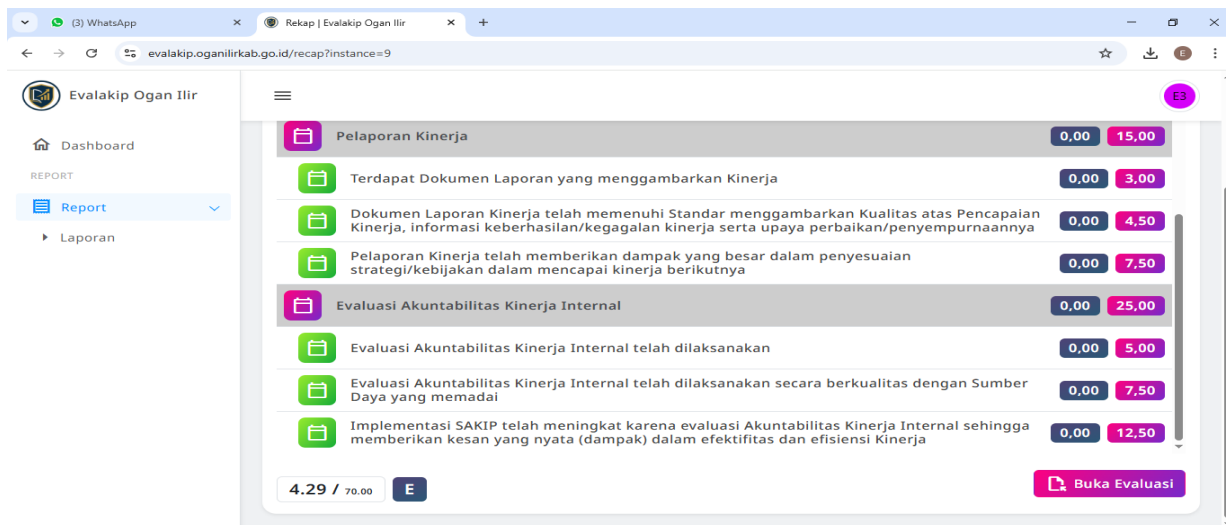 (3) WhatsApp
Rekap | Evalakip Ogan Ilir
evalakip.oganilirkab.go.id/recap?instance=9
E
Evalakip Ogan Ilir
E3
Dashboard
REPORT
Report
Laporan
Pelaporan Kinerja 0,00 15,00
Terdapat Dokumen Laporan yang menggambarkan Kinerja 0,00 3,00
Dokumen Laporan Kinerja telah memenuhi Standar menggambarkan Kualitas atas Pencapaian
Kinerja, informasi keberhasilan/kegagalan kinerja serta upaya perbaikan/penyempurnaannya
0,00 4,50
Pelaporan Kinerja telah memberikan dampak yang besar dalam penyesuaian
strategi/kebijakan dalam mencapai kinerja berikutnya
0,00 7,50
Evaluasi Akuntabilitas Kinerja Internal 0,00 25,00
Evaluasi Akuntabilitas Kinerja Internal telah dilaksanakan 0,00 5,00
Evaluasi Akuntabilitas Kinerja Internal telah dilaksanakan secara berkualitas dengan Sumber
Daya yang memadai
0,00 7,50
Implementasi SAKIP telah meningkat karena evaluasi Akuntabilitas Kinerja Internal sehingga
memberikan kesan yang nyata (dampak) dalam efektifitas dan efisiensi Kinerja
0,00 12,50
4.29 / 70.00 E
Buka Evaluasi